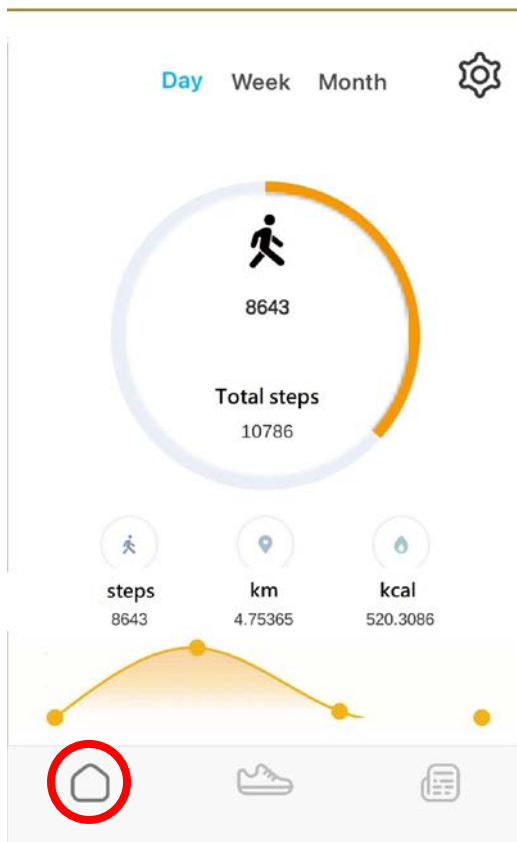 Day Week Month
8643
Total steps
10786
steps km kcal
8643 4.75365 520.3086